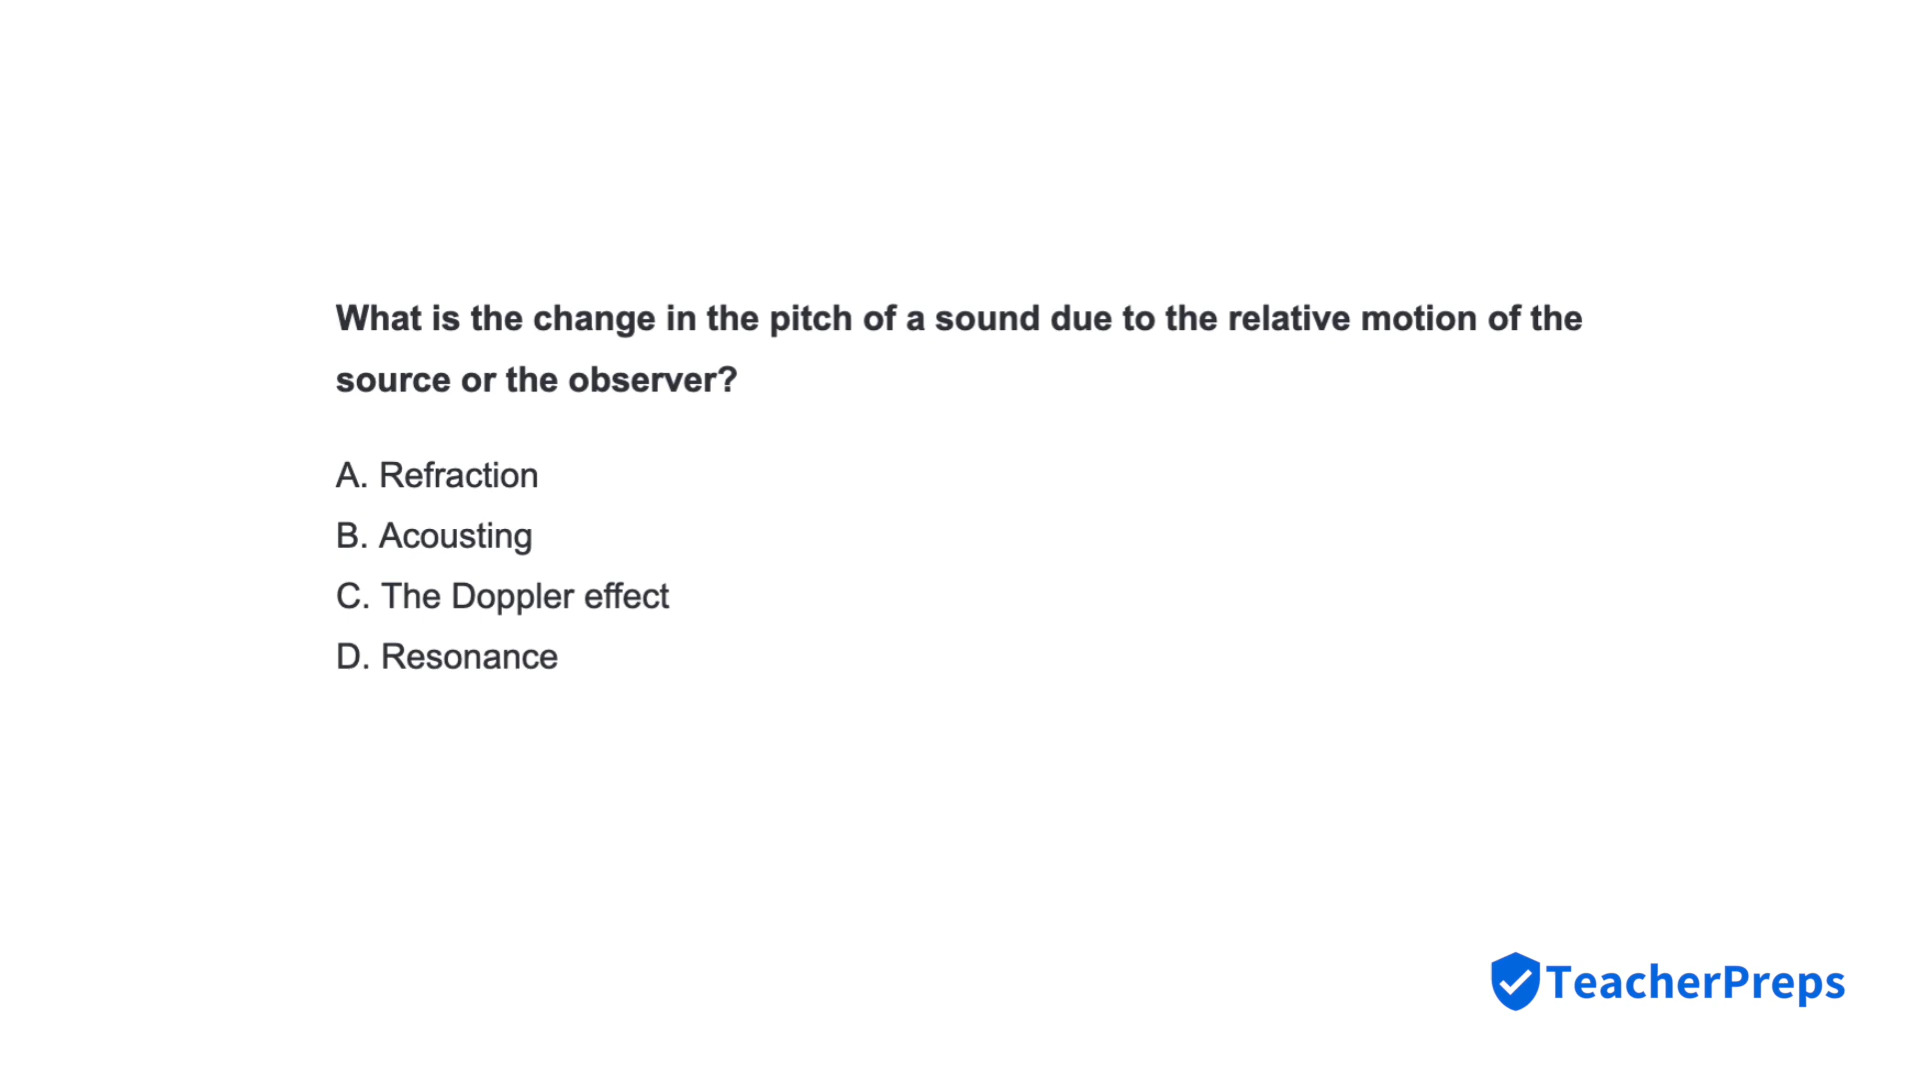 What is the change in the pitch of a sound due to the relative motion of the
source or the observer?
A. Refraction
B. Acousting
C. The Doppler effect
D. Resonance
TeacherPreps